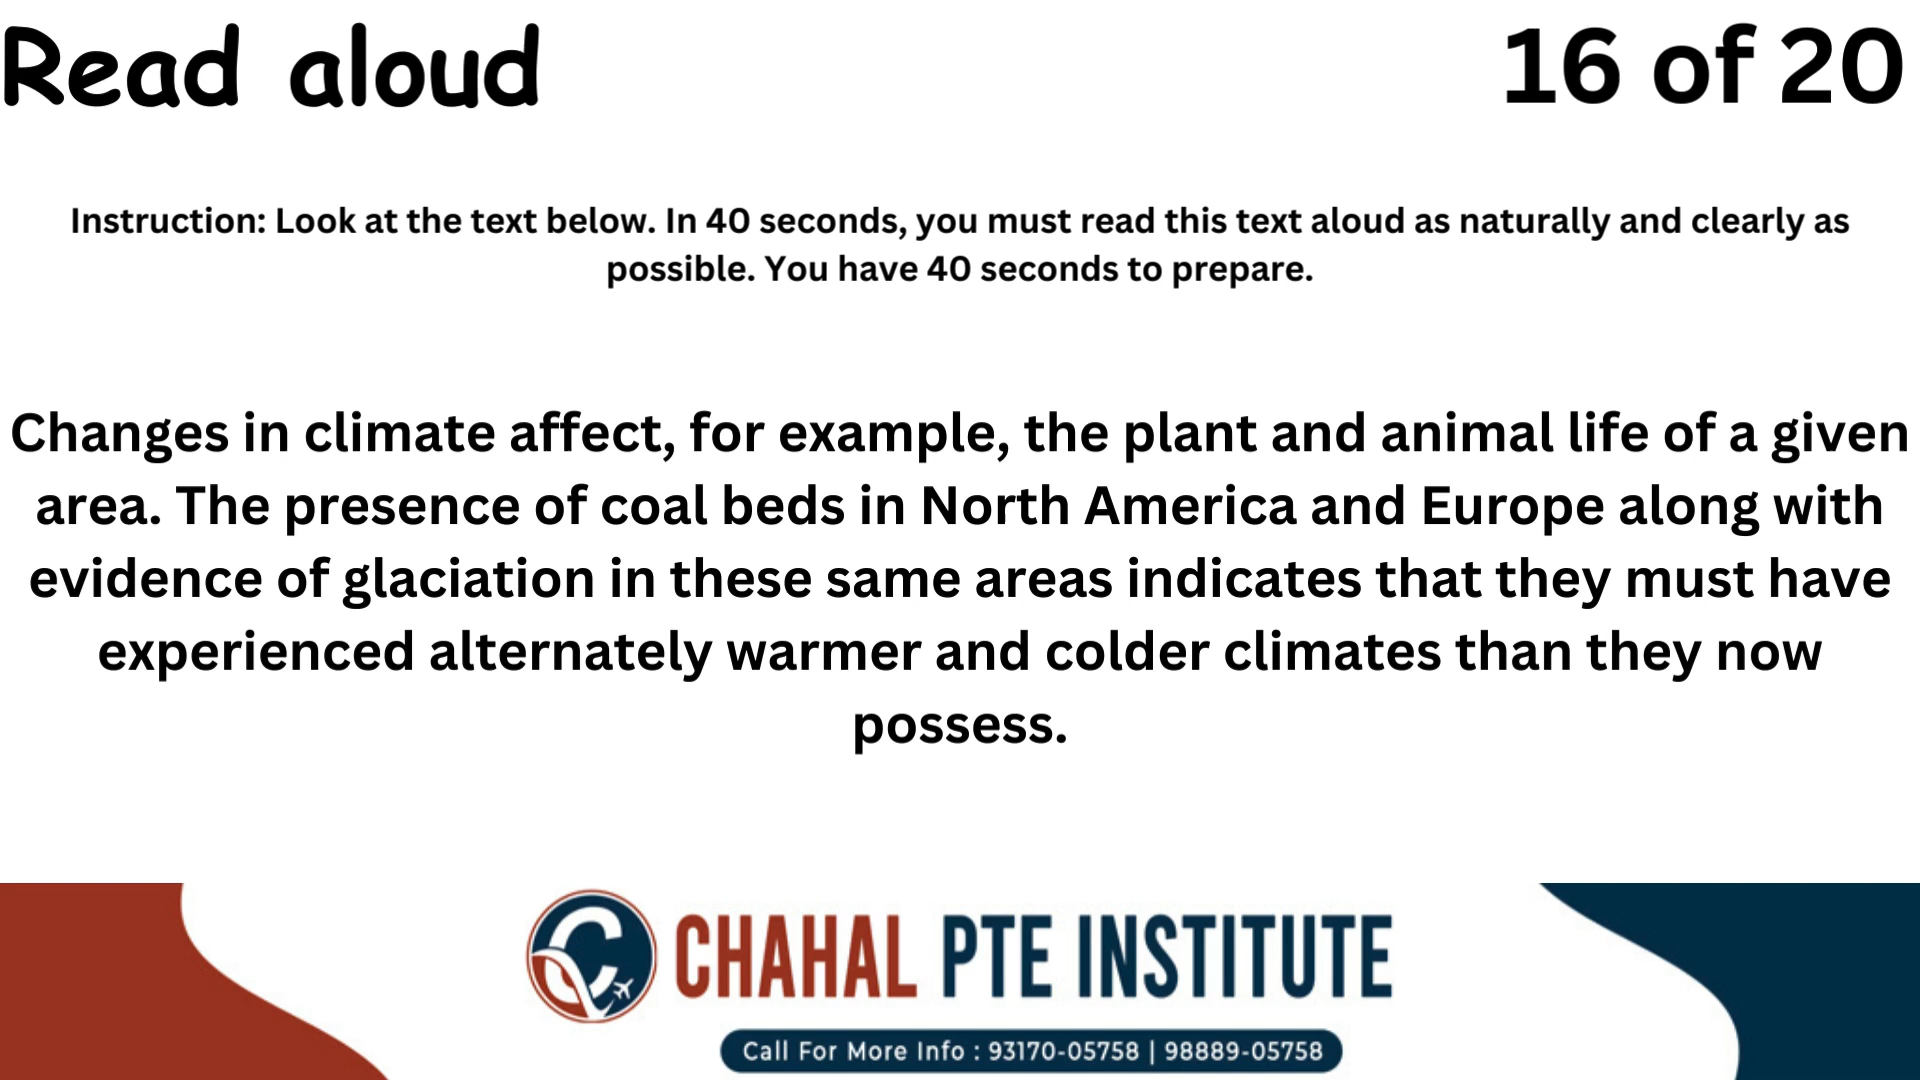 Read aloud
16 of 20
Instruction: Look at the text below. In 40 seconds, you must read this text aloud as naturally and clearly as
possible. You have 40 seconds to prepare.
Changes in climate affect, for example, the plant and animal life of a given
area. The presence of coal beds in North America and Europe along with
evidence of glaciation in these same areas indicates that they must have
experienced alternately warmer and colder climates than they now
possess.
CHAHAL PTE INSTITUTE
Call For More Info : 93170-05758 | 98889-05758